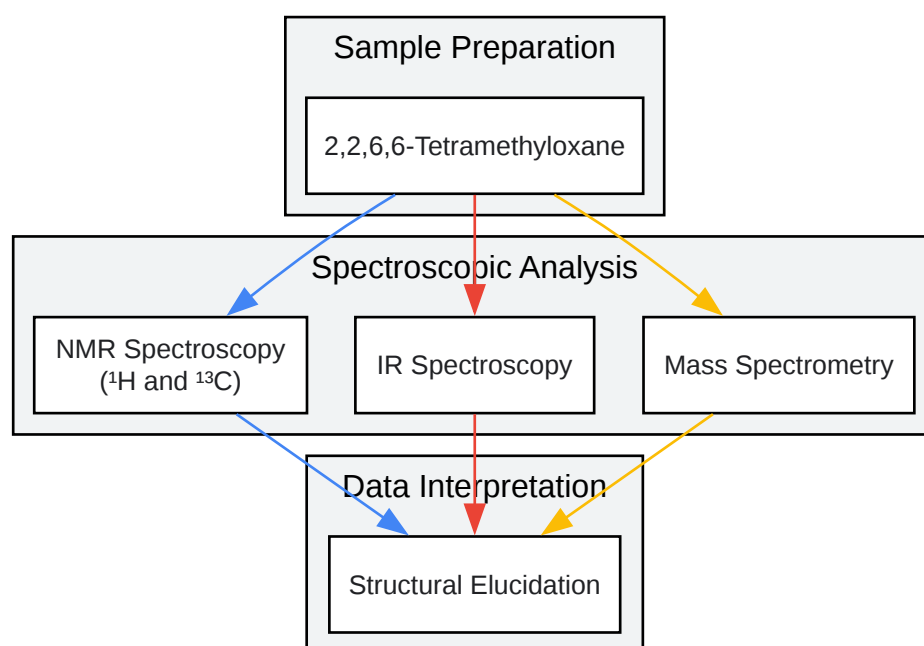 Sample Preparation
2,2,6,6-Tetramethyloxane
Spectroscopic Analysis
NMR Spectroscopy
(¹H and ¹³C)
IR Spectroscopy
Mass Spectrometry
Data Interpretation
Structural Elucidation